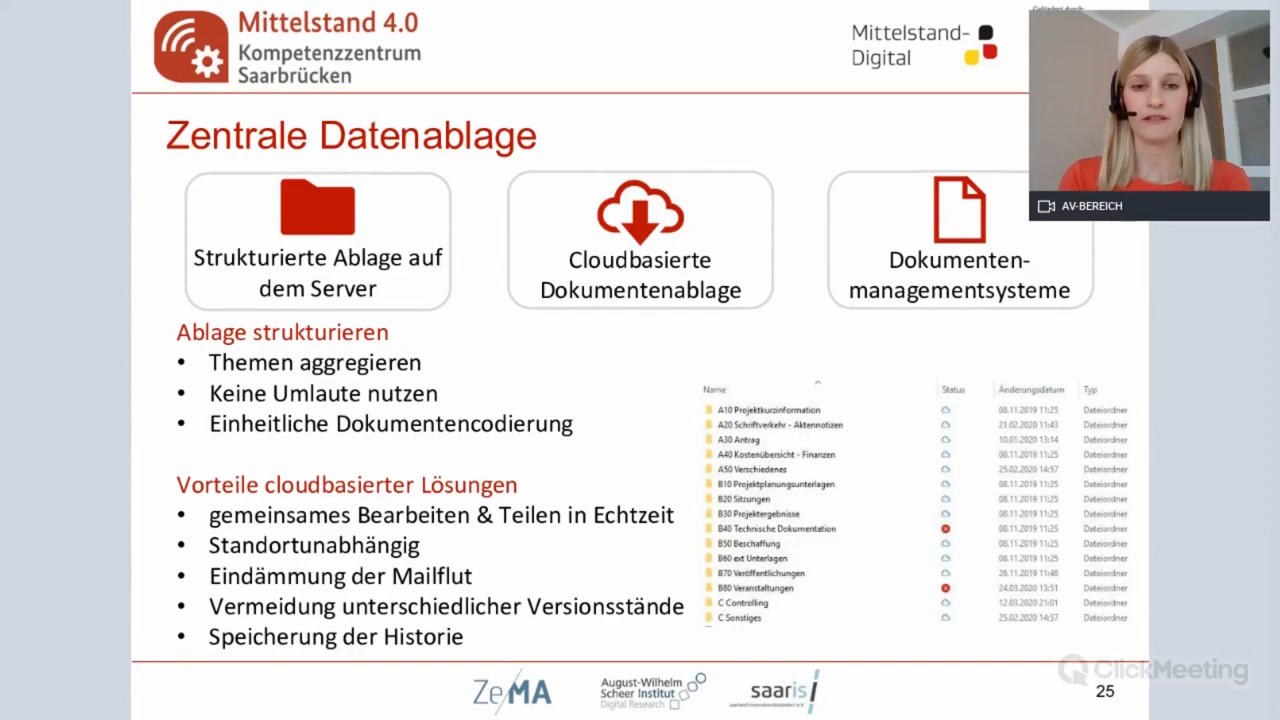 Mittelstand 4.0
Kompetenzzentrum
Saarbrücken
Mittelstand-
Digital
Gefördert durch:
AV-BEREICH
Zentrale Datenablage
Strukturierte Ablage auf
dem Server
Cloudbasierte
Dokumentenablage
Dokumenten-
managementsysteme
Ablage strukturieren
• Themen aggregieren
• Keine Umlaute nutzen
• Einheitliche Dokumentencodierung
Vorteile cloudbasierter Lösungen
• gemeinsames Bearbeiten & Teilen in Echtzeit
• Standortunabhängig
• Eindämmung der Mailflut
• Vermeidung unterschiedlicher Versionsstände
• Speicherung der Historie
Name Status Änderungsdatum Typ
A10 Projektkurzinformation 08.11.2019 11:25 Dateiordner
A20 Schriftverkehr - Aktennotizen 21.02.2020 11:43 Dateiordner
A30 Antrag 10.01.2020 13:14 Dateiordner
A40 Kostenübersicht - Finanzen 08.11.2019 11:25 Dateiordner
A50 Verschiedenes 25.02.2020 14:57 Dateiordner
B10 Projektplanungsunterlagen 08.11.2019 11:25 Dateiordner
B20 Sitzungen 08.11.2019 11:25 Dateiordner
B30 Projektergebnisse 08.11.2019 11:25 Dateiordner
B40 Technische Dokumentation 08.11.2019 11:25 Dateiordner
B50 Beschaffung 08.11.2019 11:25 Dateiordner
B60 ext Unterlagen 08.11.2019 11:25 Dateiordner
B70 Veröffentlichungen 26.11.2019 11:48 Dateiordner
B80 Veranstaltungen 24.03.2020 13:51 Dateiordner
C Controlling 12.03.2020 21:01 Dateiordner
C Sonstiges 25.02.2020 14:57 Dateiordner
ZeMA
August-Wilhelm
Scheer Institut
Digital Research
saaris
ClickMeeting
25